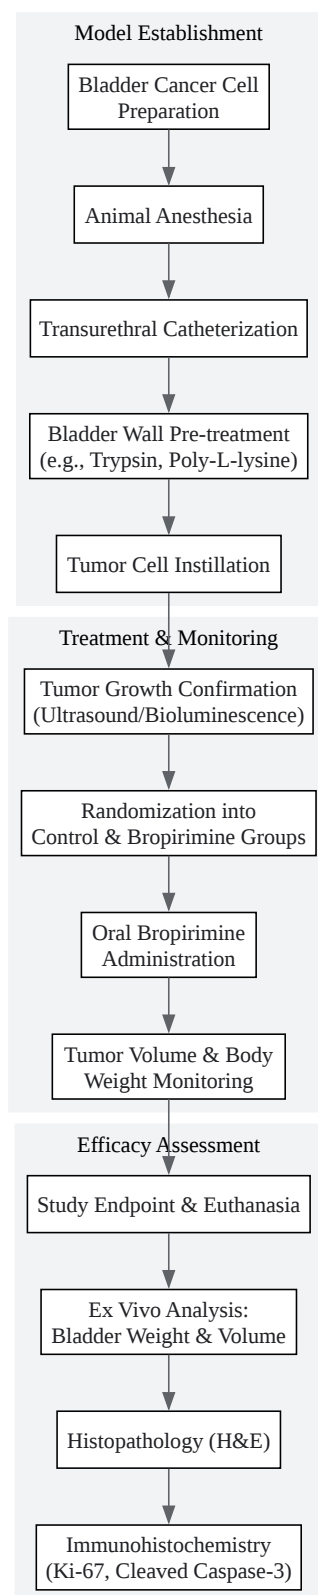 Model Establishment
Bladder Cancer Cell
Preparation
Animal Anesthesia
Transurethral Catheterization
Bladder Wall Pre-treatment
(e.g., Trypsin, Poly-L-lysine)
Tumor Cell Instillation
Treatment & Monitoring
Tumor Growth Confirmation
(Ultrasound/Bioluminescence)
Randomization into
Control & Bropirimine Groups
Oral Bropirimine
Administration
Tumor Volume & Body
Weight Monitoring
Efficacy Assessment
Study Endpoint & Euthanasia
Ex Vivo Analysis:
Bladder Weight & Volume
Histopathology (H&E)
Immunohistochemistry
(Ki-67, Cleaved Caspase-3)